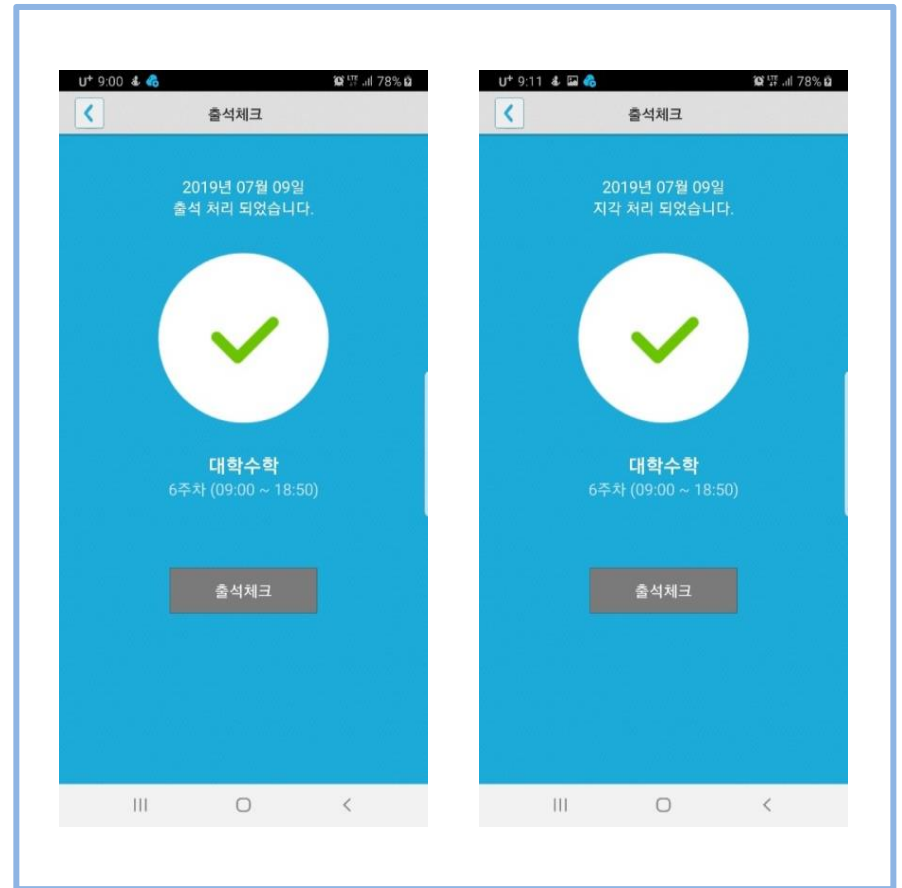 U+ 9:00
LTE 78%
출석체크
2019년 07월 09일
출석 처리 되었습니다.
대학수학
6주차 (09:00 ~ 18:50)
출석체크
U+ 9:11
LTE 78%
출석체크
2019년 07월 09일
지각 처리 되었습니다.
대학수학
6주차 (09:00 ~ 18:50)
출석체크